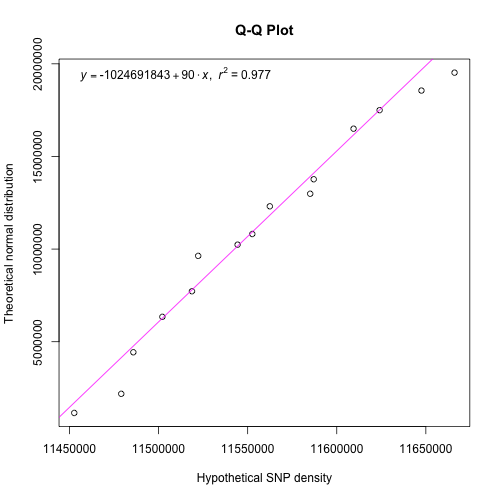 Q-Q Plot
y = -1024691843 + 90 · x, r² = 0.977
20000000
15000000
10000000
5000000
Theoretical normal distribution
11450000 11500000 11550000 11600000 11650000
Hypothetical SNP density